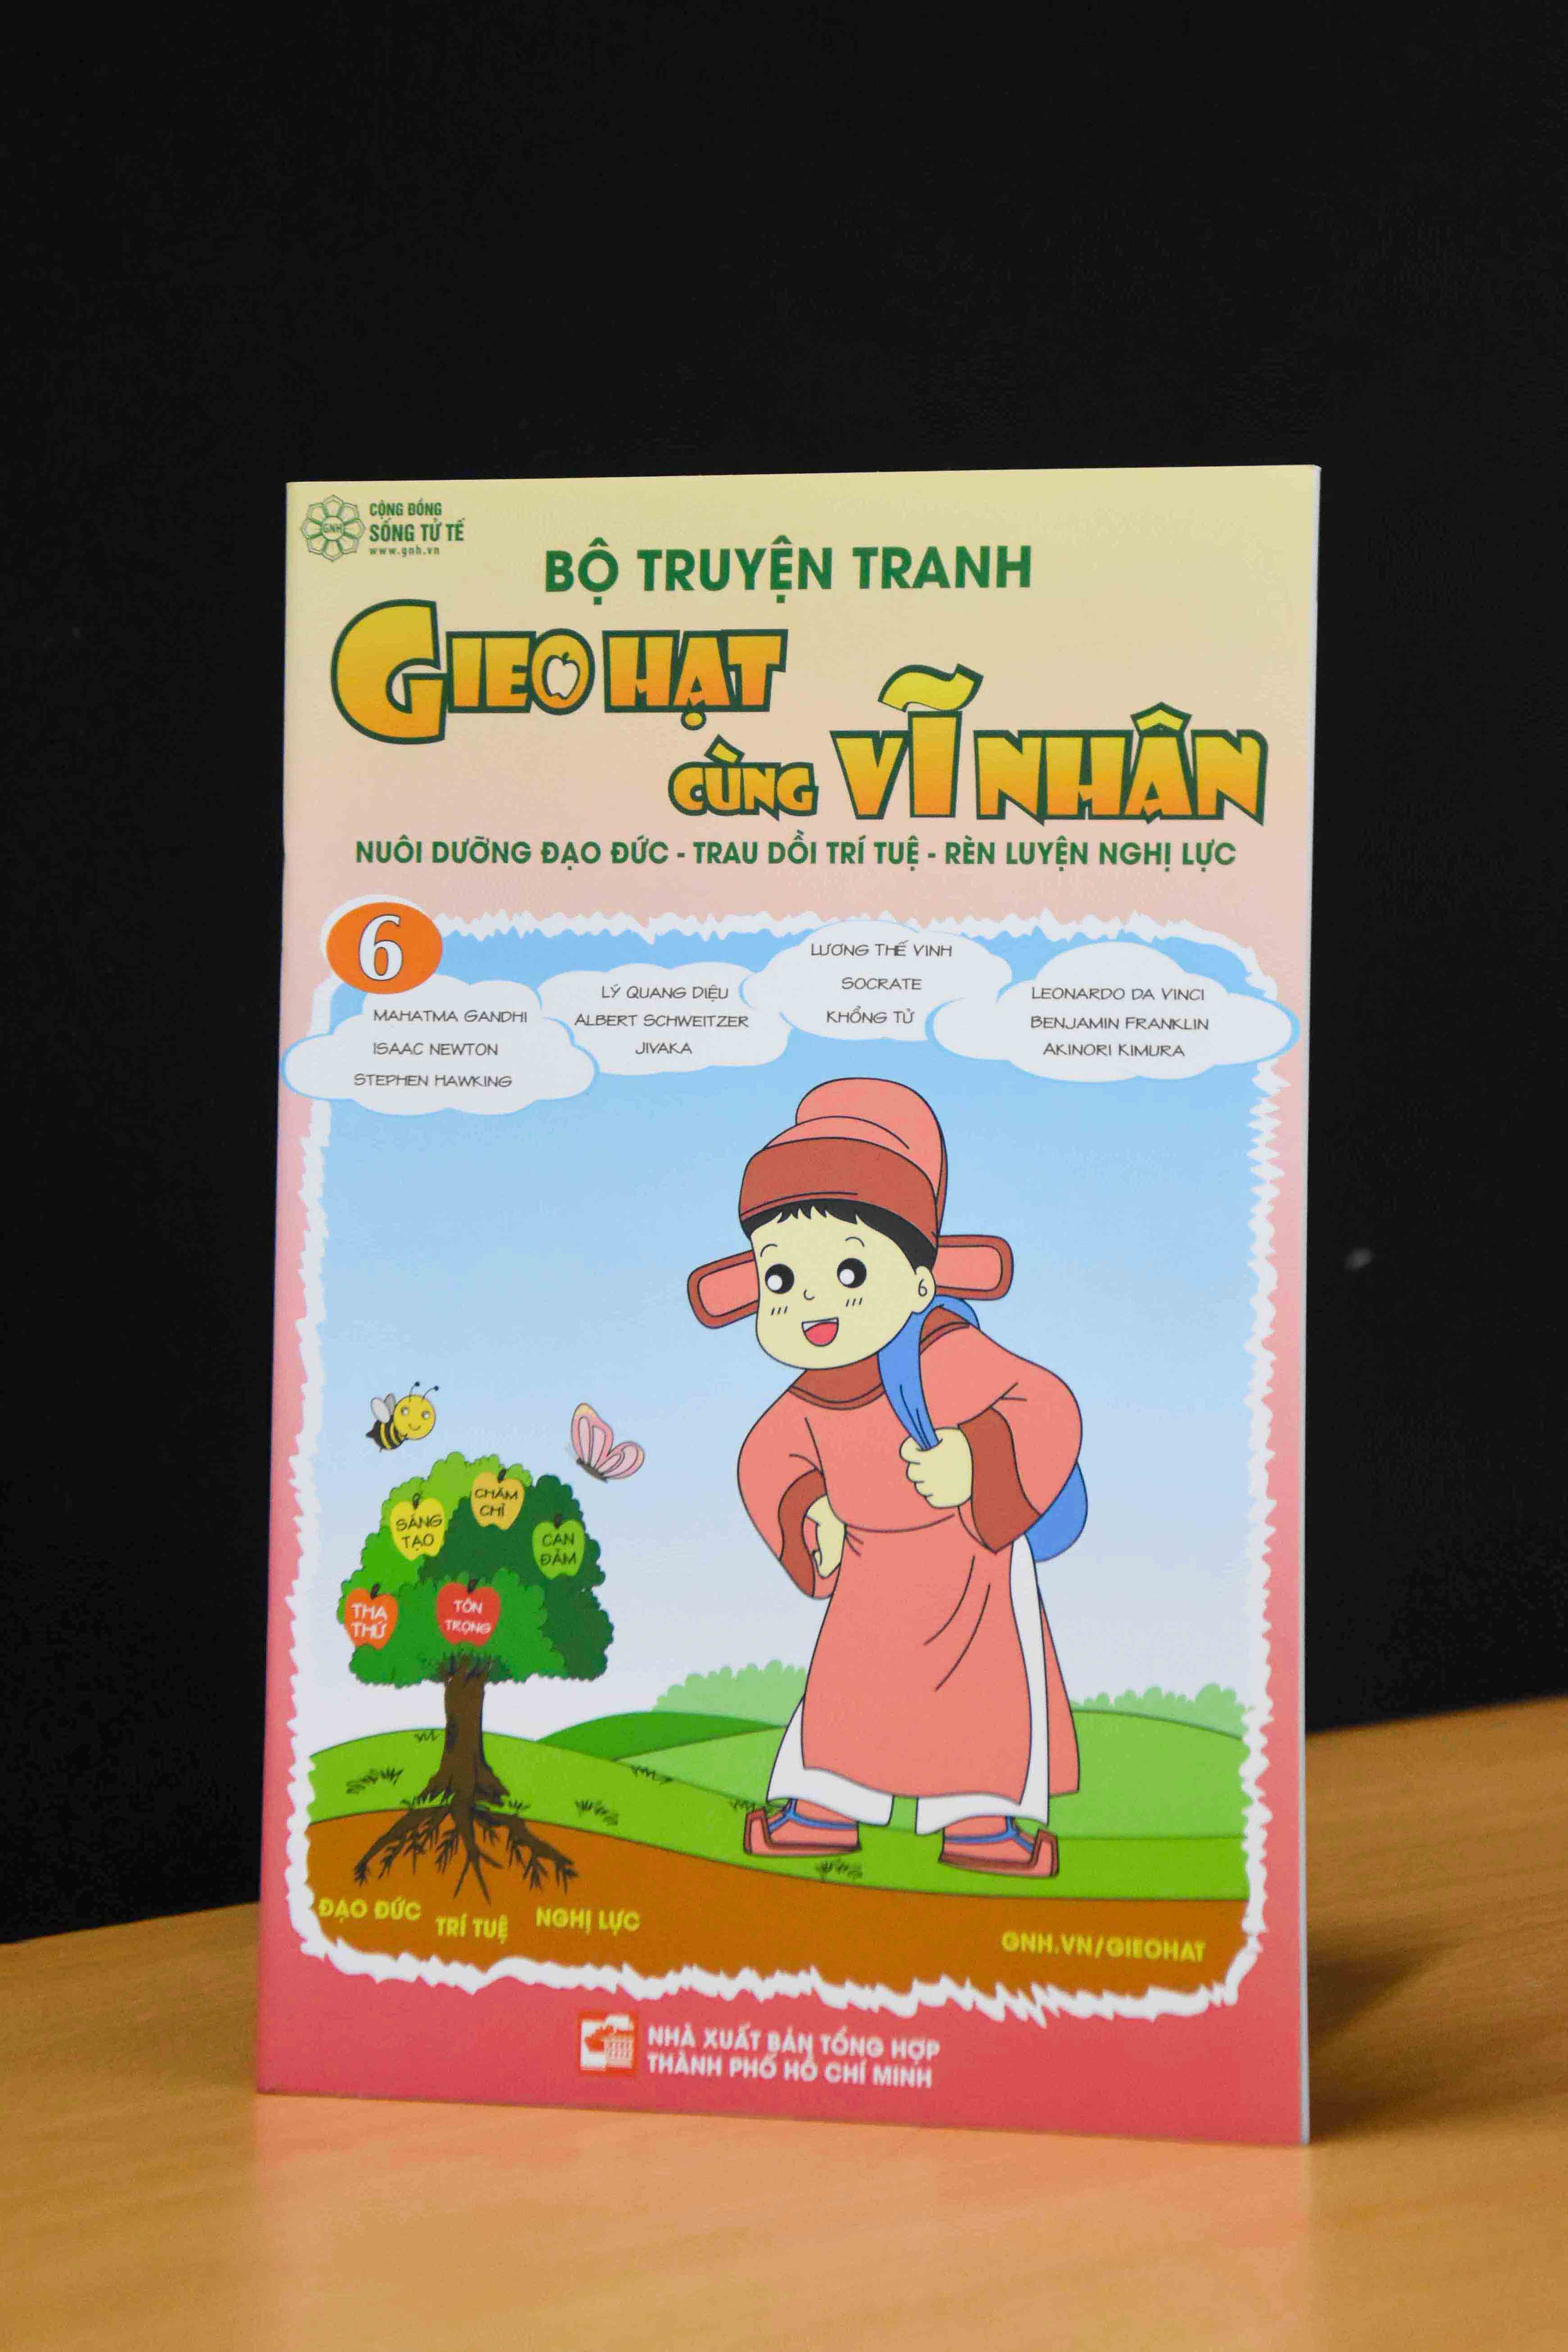 CỘNG ĐỒNG
SỐNG TỬ TẾ
www.gnh.vn
GNH
BỘ TRUYỆN TRANH
GIEO HẠT
CÙNG VĨ NHÂN
NUÔI DƯỠNG ĐẠO ĐỨC - TRAU DỒI TRÍ TUỆ - RÈN LUYỆN NGHỊ LỰC
6
MAHATMA GANDHI
ISAAC NEWTON
STEPHEN HAWKING
LÝ QUANG DIỆU
ALBERT SCHWEITZER
JIVAKA
LƯƠNG THẾ VINH
SOCRATE
KHỔNG TỬ
LEONARDO DA VINCI
BENJAMIN FRANKLIN
AKINORI KIMURA
CHĂM
CHỈ
SÁNG
TẠO
CAN
ĐẢM
THA
THỨ
TÔN
TRỌNG
ĐẠO ĐỨC
TRÍ TUỆ
NGHỊ LỰC
GNH.VN/GIEOHAT
NHÀ XUẤT BẢN TỔNG HỢP
THÀNH PHỐ HỒ CHÍ MINH